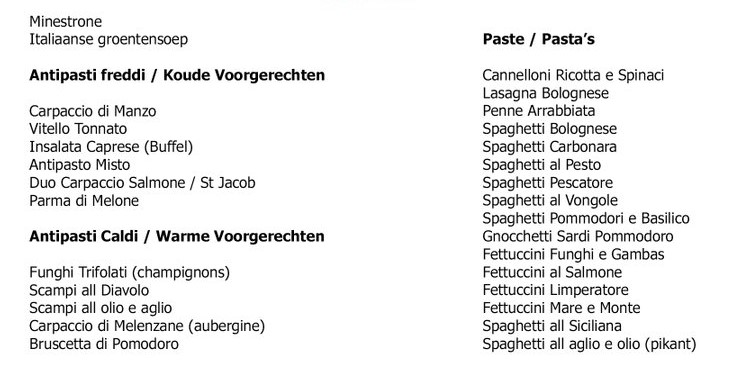 Minestrone
Italiaanse groentensoep
Antipasti freddi / Koude Voorgerechten
Carpaccio di Manzo
Vitello Tonnato
Insalata Caprese (Buffel)
Antipasto Misto
Duo Carpaccio Salmone / St Jacob
Parma di Melone
Antipasti Caldi / Warme Voorgerechten
Funghi Trifolati (champignons)
Scampi all Diavolo
Scampi all olio e aglio
Carpaccio di Melenzane (aubergine)
Bruscetta di Pomodoro
Paste / Pasta’s
Cannelloni Ricotta e Spinaci
Lasagna Bolognese
Penne Arrabbiata
Spaghetti Bolognese
Spaghetti Carbonara
Spaghetti al Pesto
Spaghetti Pescatore
Spaghetti al Vongole
Spaghetti Pommodori e Basilico
Gnocchetti Sardi Pommodoro
Fettuccini Funghi e Gambas
Fettuccini al Salmone
Fettuccini Limperatore
Fettuccini Mare e Monte
Spaghetti all Siciliana
Spaghetti all aglio e olio (pikant)